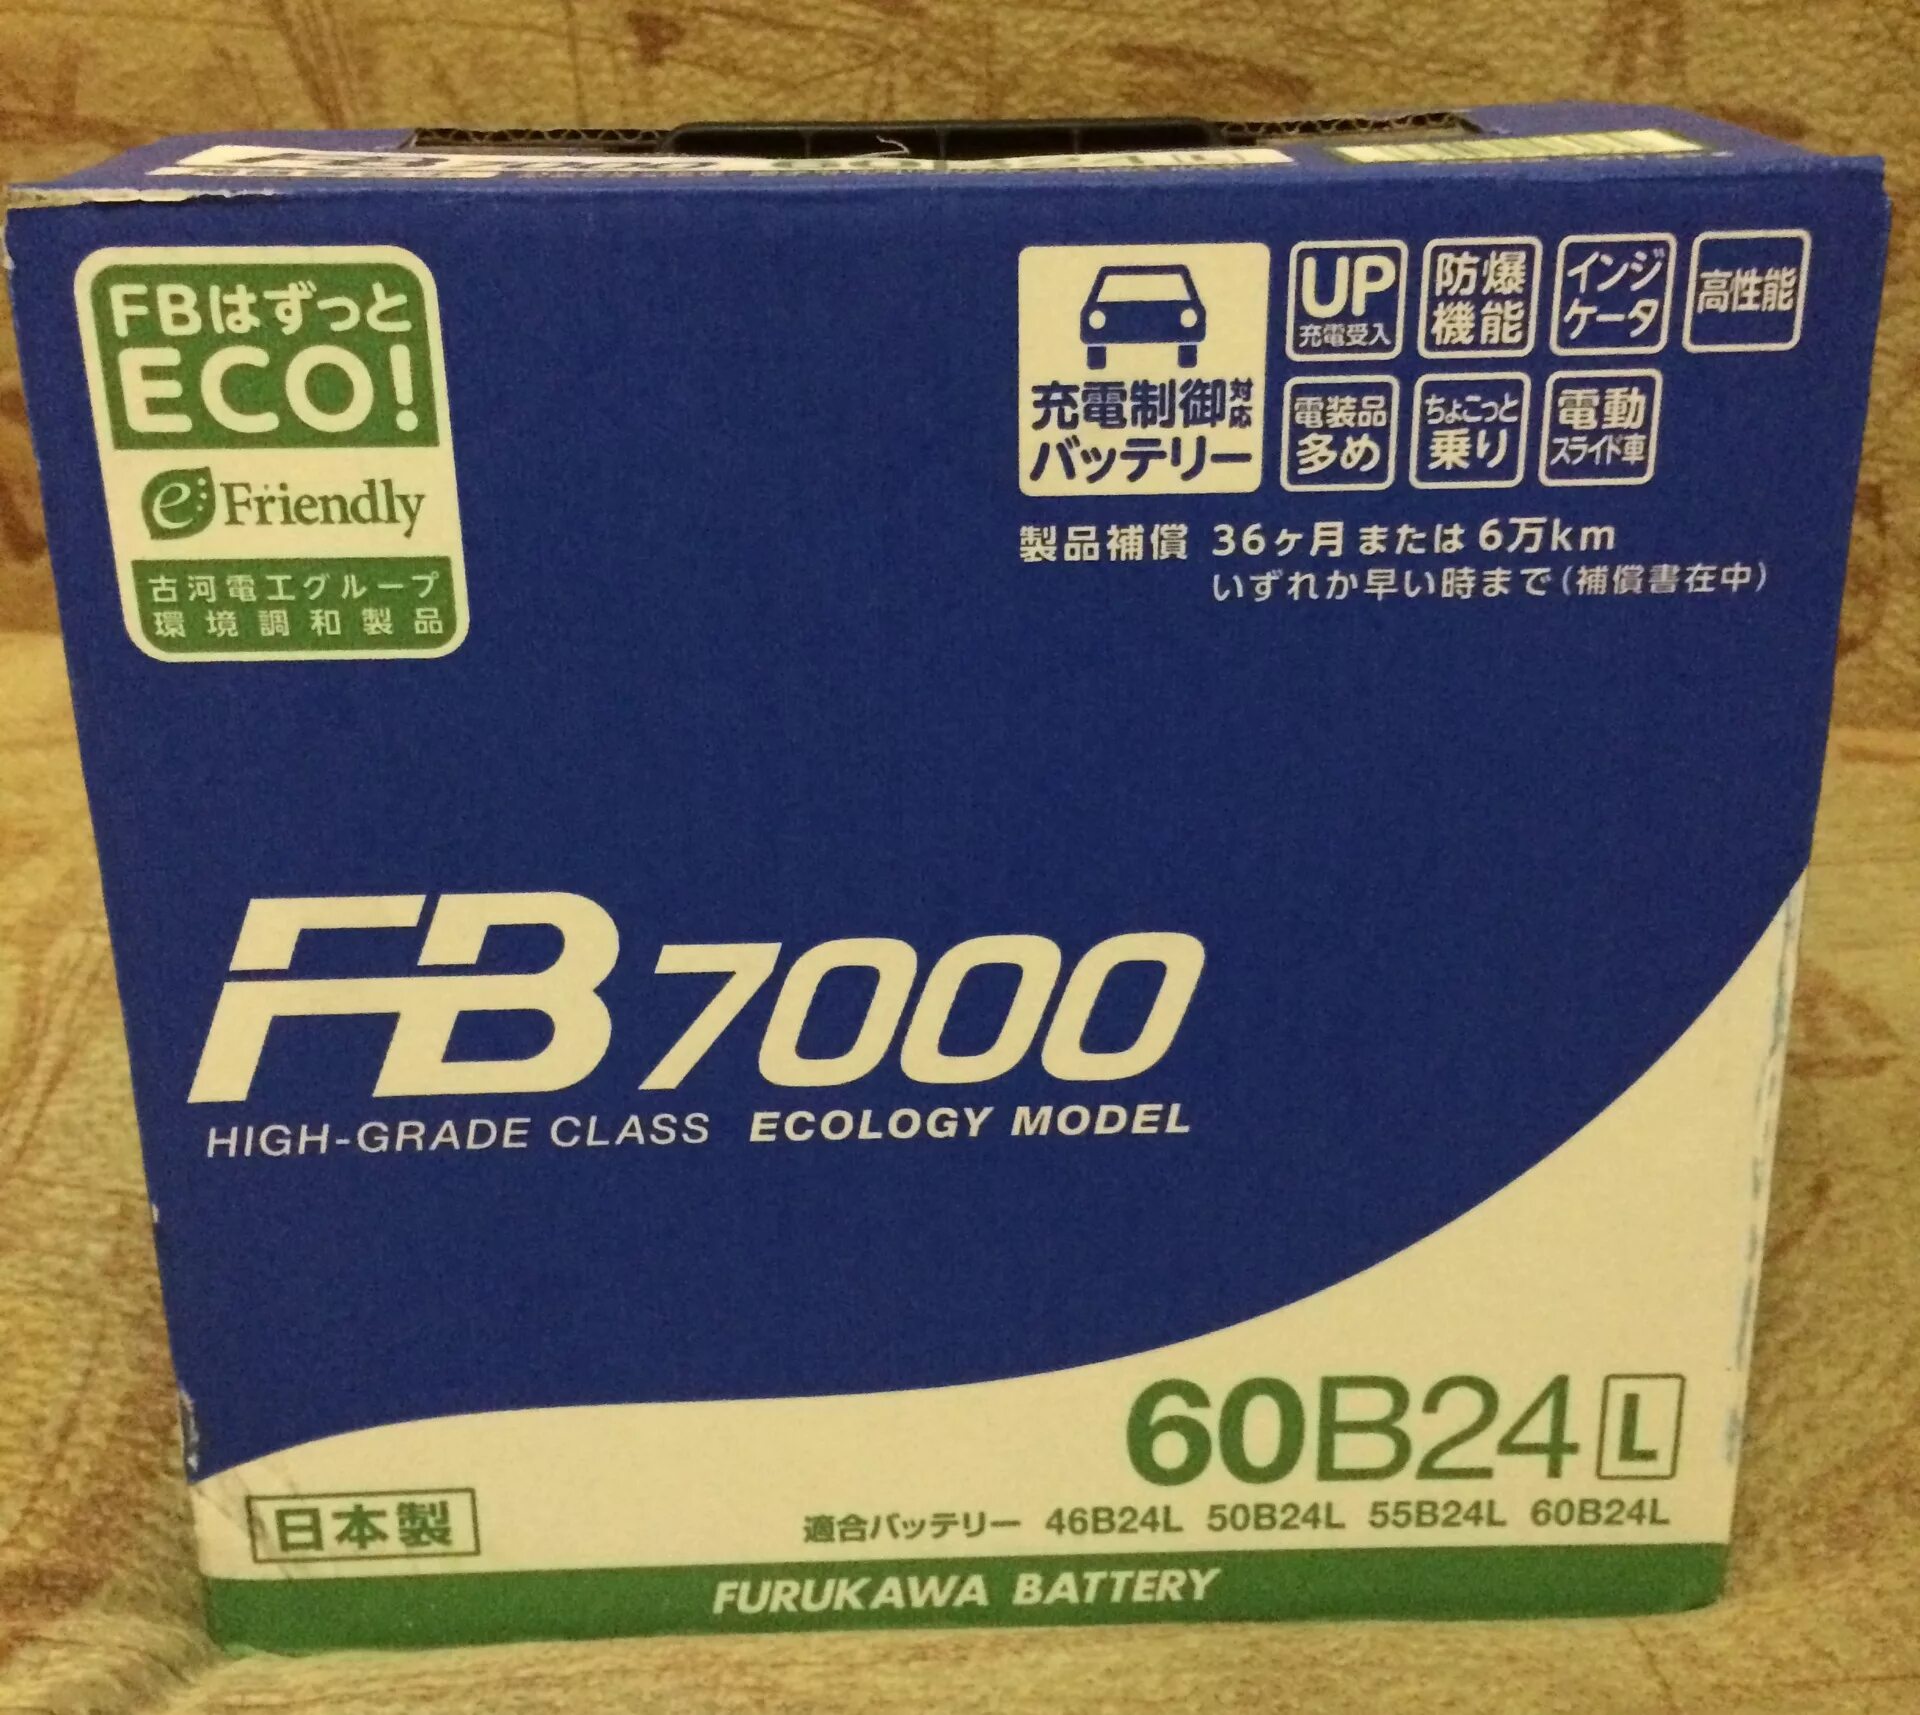 FBはずっと
ECO!
e Friendly
古河電工グループ
環境調和製品
充電制御対応
バッテリー
UP
充電受入
防爆
機能
インジ
ケータ
高性能
電装品
多め
ちょこっと
乗り
電動
スライド車
製品補償 36ヶ月または6万km
いずれか早い時まで(補償書在中)
FB7000
HIGH-GRADE CLASS ECOLOGY MODEL
60B24 L
日本製
適合バッテリー 46B24L 50B24L 55B24L 60B24L
FURUKAWA BATTERY